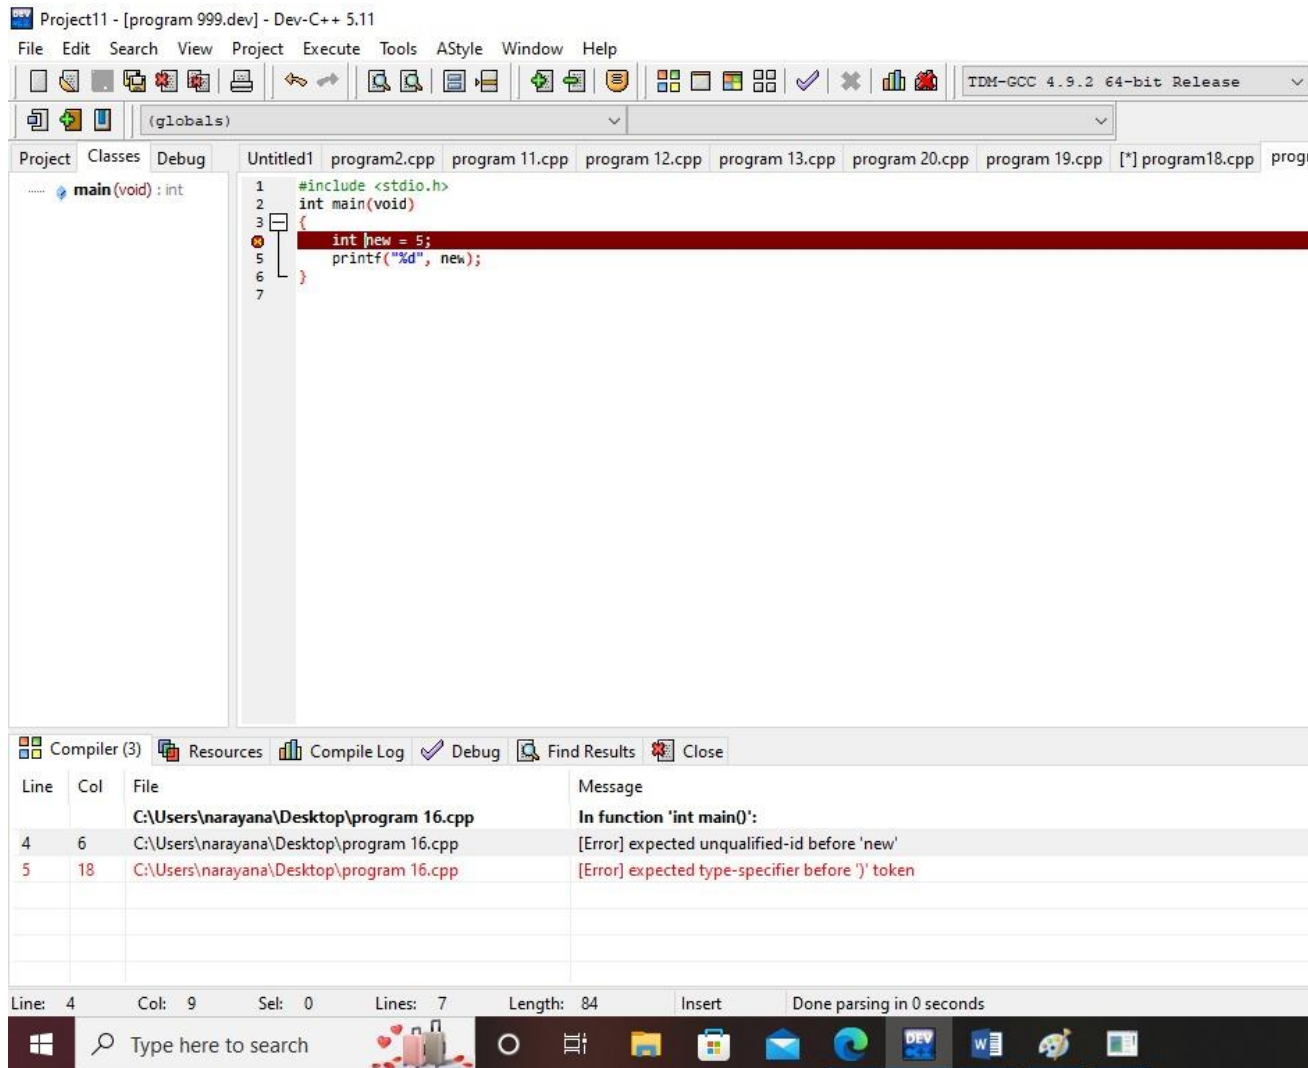 Project11 - [program 999.dev] - Dev-C++ 5.11
File Edit Search View Project Execute Tools AStyle Window Help
TDM-GCC 4.9.2 64-bit Release
(globals)
Project Classes Debug Untitled1 program2.cpp program 11.cpp program 12.cpp program 13.cpp program 20.cpp program 19.cpp [*] program18.cpp progr
main (void) : int
1 #include <stdio.h>
2 int main(void)
3 {
int new = 5;
5 printf("%d", new);
6 }
7
Compiler (3) Resources Compile Log Debug Find Results Close
Line Col File Message
C:\Users\narayana\Desktop\program 16.cpp In function 'int main()':
4 6 C:\Users\narayana\Desktop\program 16.cpp [Error] expected unqualified-id before 'new'
5 18 C:\Users\narayana\Desktop\program 16.cpp [Error] expected type-specifier before ')' token
Line: 4 Col: 9 Sel: 0 Lines: 7 Length: 84 Insert Done parsing in 0 seconds
Type here to search DEV W